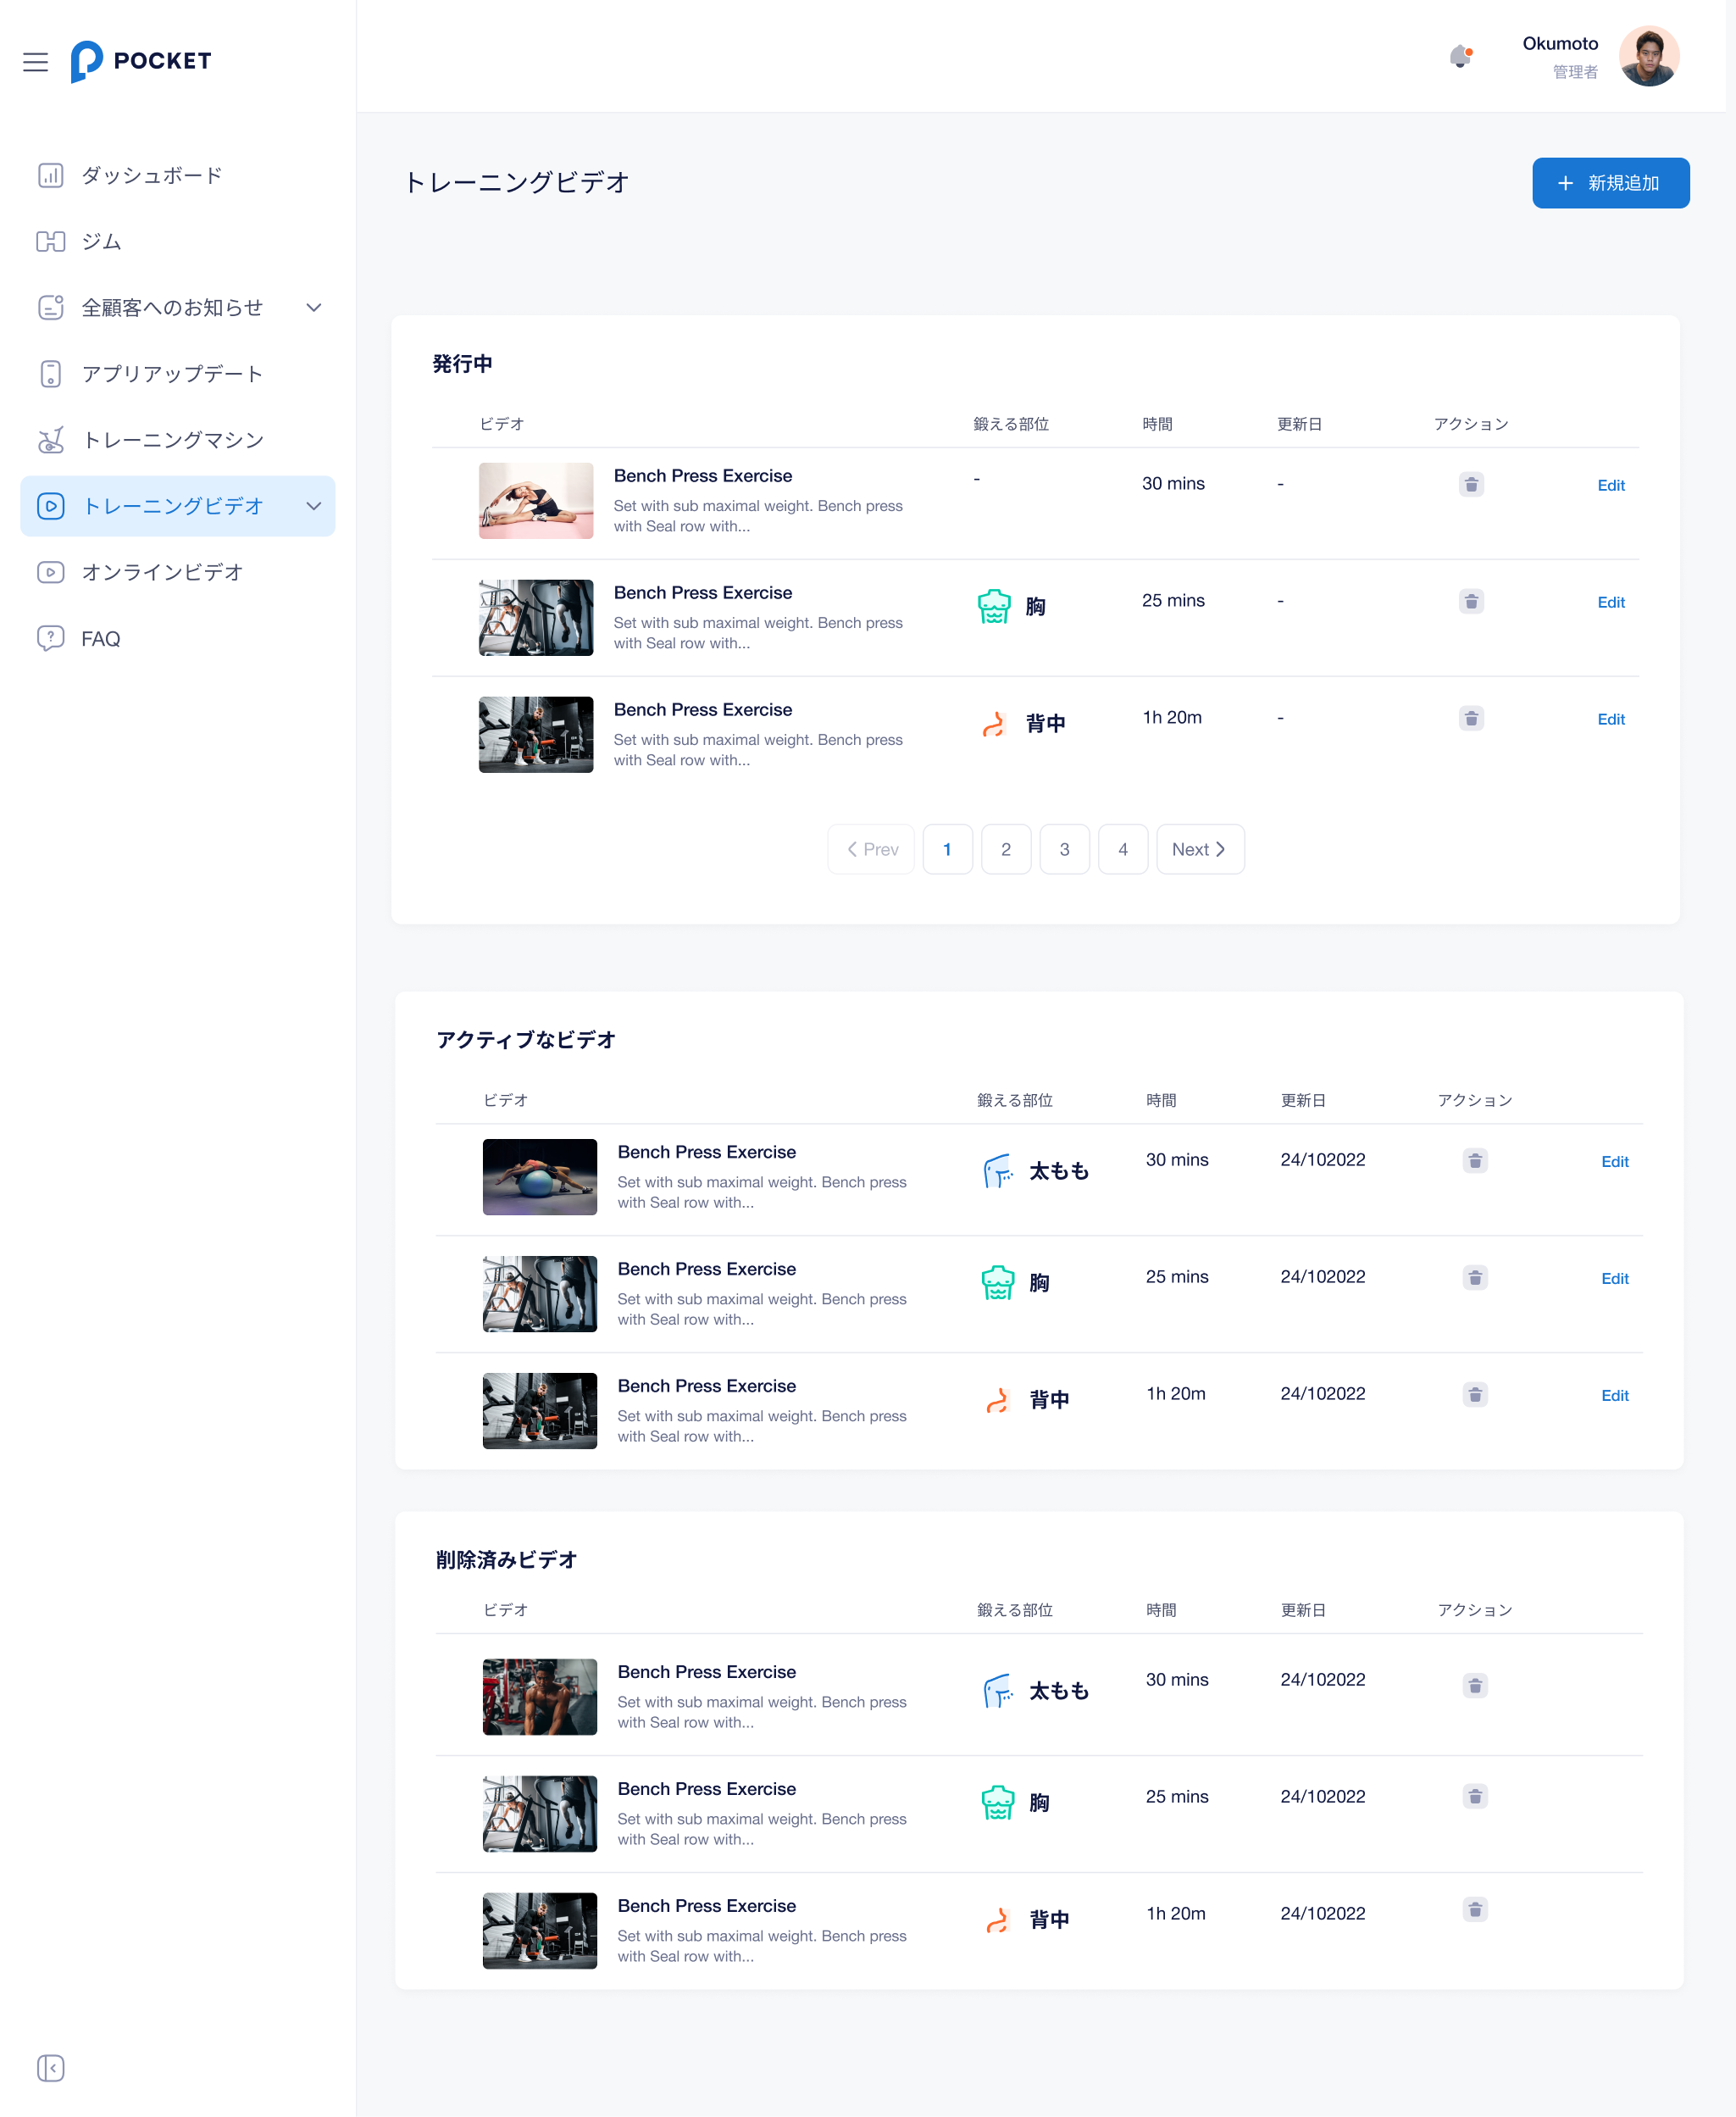 POCKET
Okumoto
管理者
ダッシュボード
ジム
全顧客へのお知らせ
アプリアップデート
トレーニングマシン
トレーニングビデオ
オンラインビデオ
FAQ
トレーニングビデオ
新規追加
発行中
ビデオ 鍛える部位 時間 更新日 アクション
Bench Press Exercise - 30 mins - Edit
Set with sub maximal weight. Bench press
with Seal row with...
Bench Press Exercise 胸 25 mins - Edit
Set with sub maximal weight. Bench press
with Seal row with...
Bench Press Exercise 背中 1h 20m - Edit
Set with sub maximal weight. Bench press
with Seal row with...
Prev 1 2 3 4 Next
アクティブなビデオ
ビデオ 鍛える部位 時間 更新日 アクション
Bench Press Exercise 太もも 30 mins 24/102022 Edit
Set with sub maximal weight. Bench press
with Seal row with...
Bench Press Exercise 胸 25 mins 24/102022 Edit
Set with sub maximal weight. Bench press
with Seal row with...
Bench Press Exercise 背中 1h 20m 24/102022 Edit
Set with sub maximal weight. Bench press
with Seal row with...
削除済みビデオ
ビデオ 鍛える部位 時間 更新日 アクション
Bench Press Exercise 太もも 30 mins 24/102022
Set with sub maximal weight. Bench press
with Seal row with...
Bench Press Exercise 胸 25 mins 24/102022
Set with sub maximal weight. Bench press
with Seal row with...
Bench Press Exercise 背中 1h 20m 24/102022
Set with sub maximal weight. Bench press
with Seal row with...